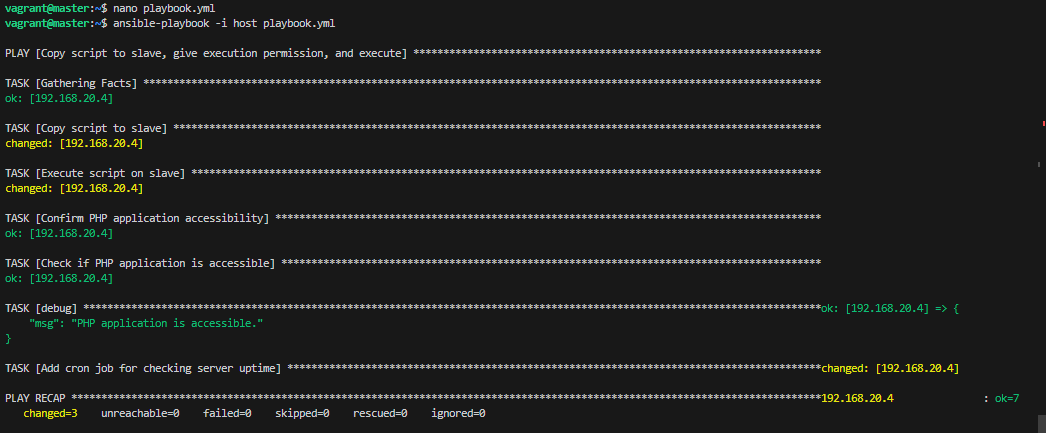 vagrant@master:~$ nano playbook.yml
vagrant@master:~$ ansible-playbook -i host playbook.yml
PLAY [Copy script to slave, give execution permission, and execute] ********************************************************************
TASK [Gathering Facts] *****************************************************************************************************************
ok: [192.168.20.4]
TASK [Copy script to slave] ************************************************************************************************************
changed: [192.168.20.4]
TASK [Execute script on slave] *********************************************************************************************************
changed: [192.168.20.4]
TASK [Confirm PHP application accessibility] *******************************************************************************************
ok: [192.168.20.4]
TASK [Check if PHP application is accessible] ******************************************************************************************
ok: [192.168.20.4]
TASK [debug] ***************************************************************************************************************************ok: [192.168.20.4] => {
    "msg": "PHP application is accessible."
}
TASK [Add cron job for checking server uptime] *****************************************************************************************changed: [192.168.20.4]
PLAY RECAP *****************************************************************************************************************************192.168.20.4               : ok=7
   changed=3    unreachable=0    failed=0    skipped=0    rescued=0    ignored=0